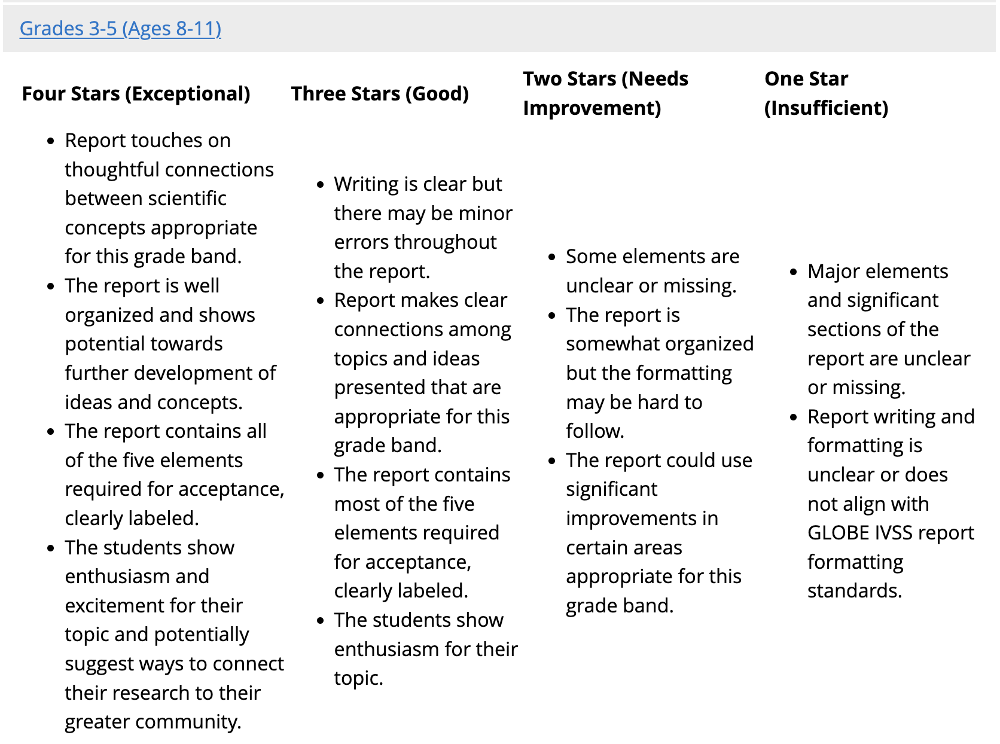 Grades 3-5 (Ages 8-11)
Four Stars (Exceptional)
Three Stars (Good)
Two Stars (Needs
Improvement)
One Star
(Insufficient)
• Report touches on
thoughtful connections
between scientific
concepts appropriate
for this grade band.
• The report is well
organized and shows
potential towards
further development of
ideas and concepts.
• The report contains all
of the five elements
required for acceptance,
clearly labeled.
• The students show
enthusiasm and
excitement for their
topic and potentially
suggest ways to connect
their research to their
greater community.
• Writing is clear but
there may be minor
errors throughout
the report.
• Report makes clear
connections among
topics and ideas
presented that are
appropriate for this
grade band.
• The report contains
most of the five
elements required
for acceptance,
clearly labeled.
• The students show
enthusiasm for their
topic.
• Some elements are
unclear or missing.
• The report is
somewhat organized
but the formatting
may be hard to
follow.
• The report could use
significant
improvements in
certain areas
appropriate for this
grade band.
• Major elements
and significant
sections of the
report are unclear
or missing.
• Report writing and
formatting is
unclear or does
not align with
GLOBE IVSS report
formatting
standards.